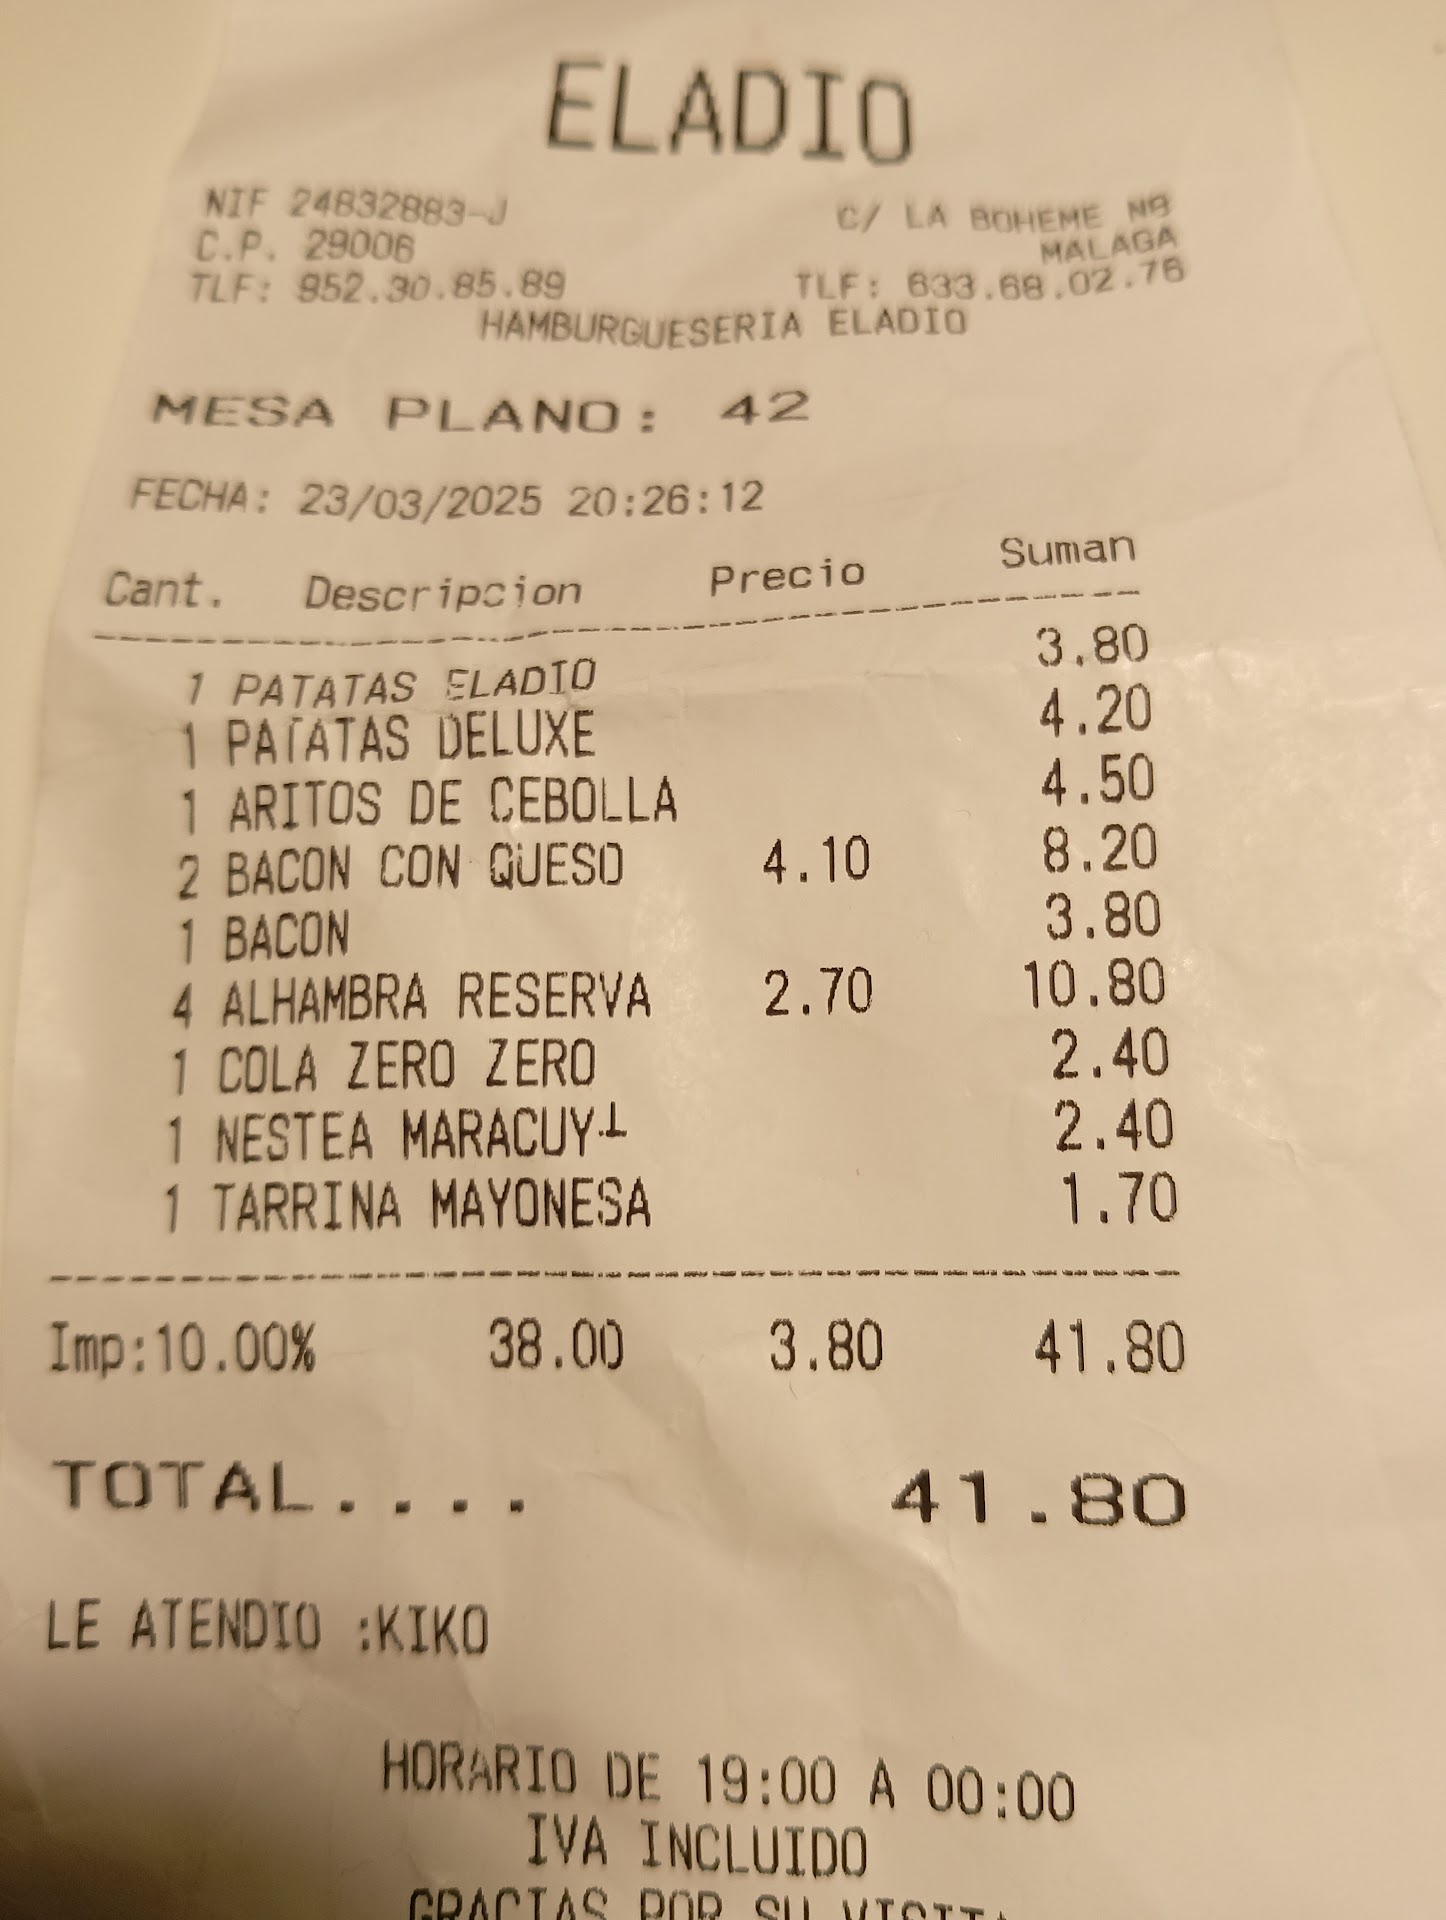 ELADIO
NIF 24832883-J C/ LA BOHEME N8
C.P. 29006 MALAGA
TLF: 952.30.85.89 TLF: 633.68.02.76
HAMBURGUESERIA ELADIO
MESA PLANO: 42
FECHA: 23/03/2025 20:26:12
Cant. Descripcion Precio Suman
1 PATATAS ELADIO 3.80
1 PATATAS DELUXE 4.20
1 ARITOS DE CEBOLLA 4.50
2 BACON CON QUESO 4.10 8.20
1 BACON 3.80
4 ALHAMBRA RESERVA 2.70 10.80
1 COLA ZERO ZERO 2.40
1 NESTEA MARACUY┴ 2.40
1 TARRINA MAYONESA 1.70
Imp:10.00% 38.00 3.80 41.80
TOTAL.... 41.80
LE ATENDIO :KIKO
HORARIO DE 19:00 A 00:00
IVA INCLUIDO
GRACIAS POR SU VISITA